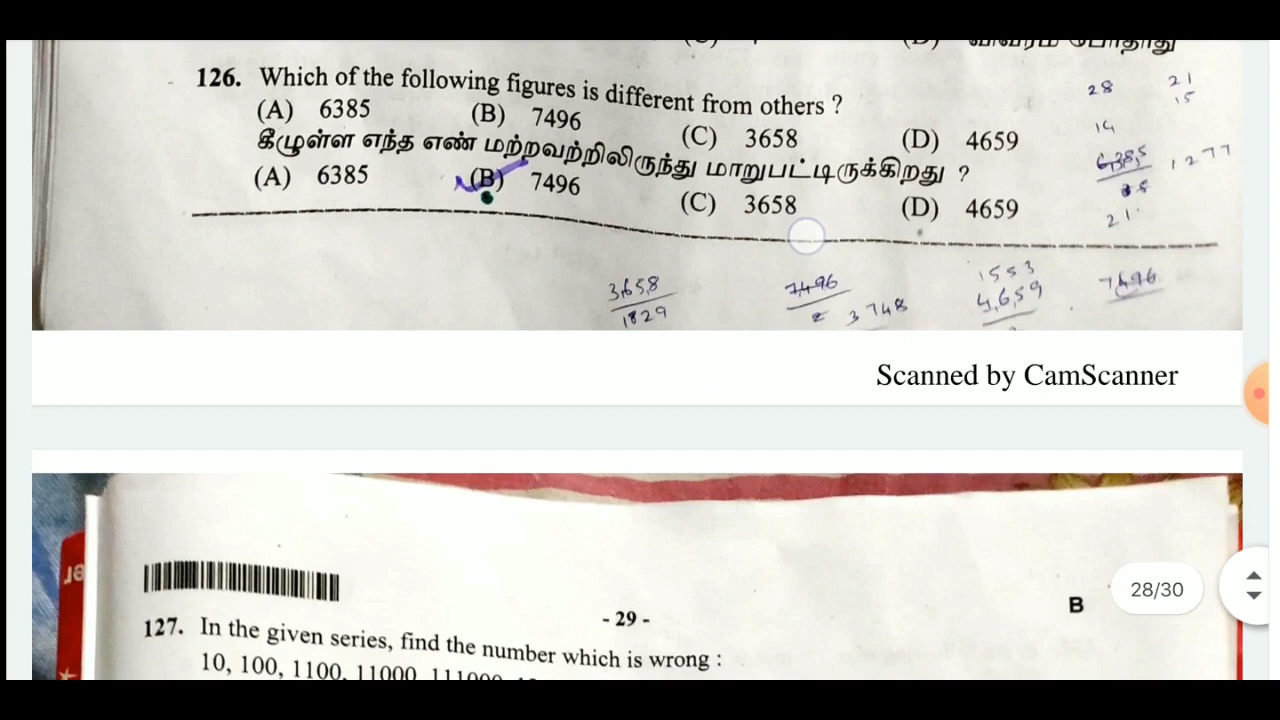 126. Which of the following figures is different from others ?
(A) 6385 (B) 7496 (C) 3658 (D) 4659
கீழுள்ள எந்த எண் மற்றவற்றிலிருந்து மாறுபட்டிருக்கிறது ?
(A) 6385 (B) 7496 (C) 3658 (D) 4659
28 21
15
14
6385 1277
21
3658 7496 1553 7496
1829 2 3748 4659
Scanned by CamScanner
28/30
- 29 - B
127. In the given series, find the number which is wrong :
10, 100, 1100, 11000, 111000,